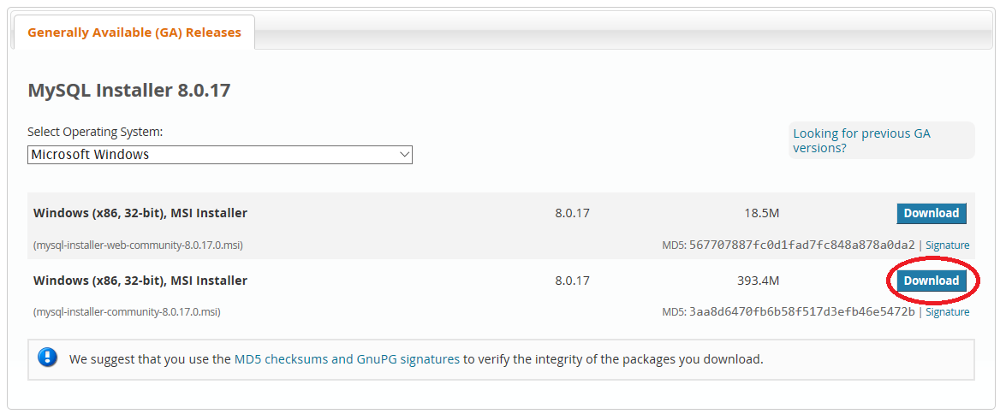 Generally Available (GA) Releases
MySQL Installer 8.0.17
Select Operating System:
Looking for previous GA
versions?
Microsoft Windows
Windows (x86, 32-bit), MSI Installer 8.0.17 18.5M Download
(mysql-installer-web-community-8.0.17.0.msi) MD5: 567707887fc0d1fad7fc848a878a0da2 | Signature
Windows (x86, 32-bit), MSI Installer 8.0.17 393.4M Download
(mysql-installer-community-8.0.17.0.msi) MD5: 3aa8d6470fb6b58f517d3efb46e5472b | Signature
We suggest that you use the MD5 checksums and GnuPG signatures to verify the integrity of the packages you download.